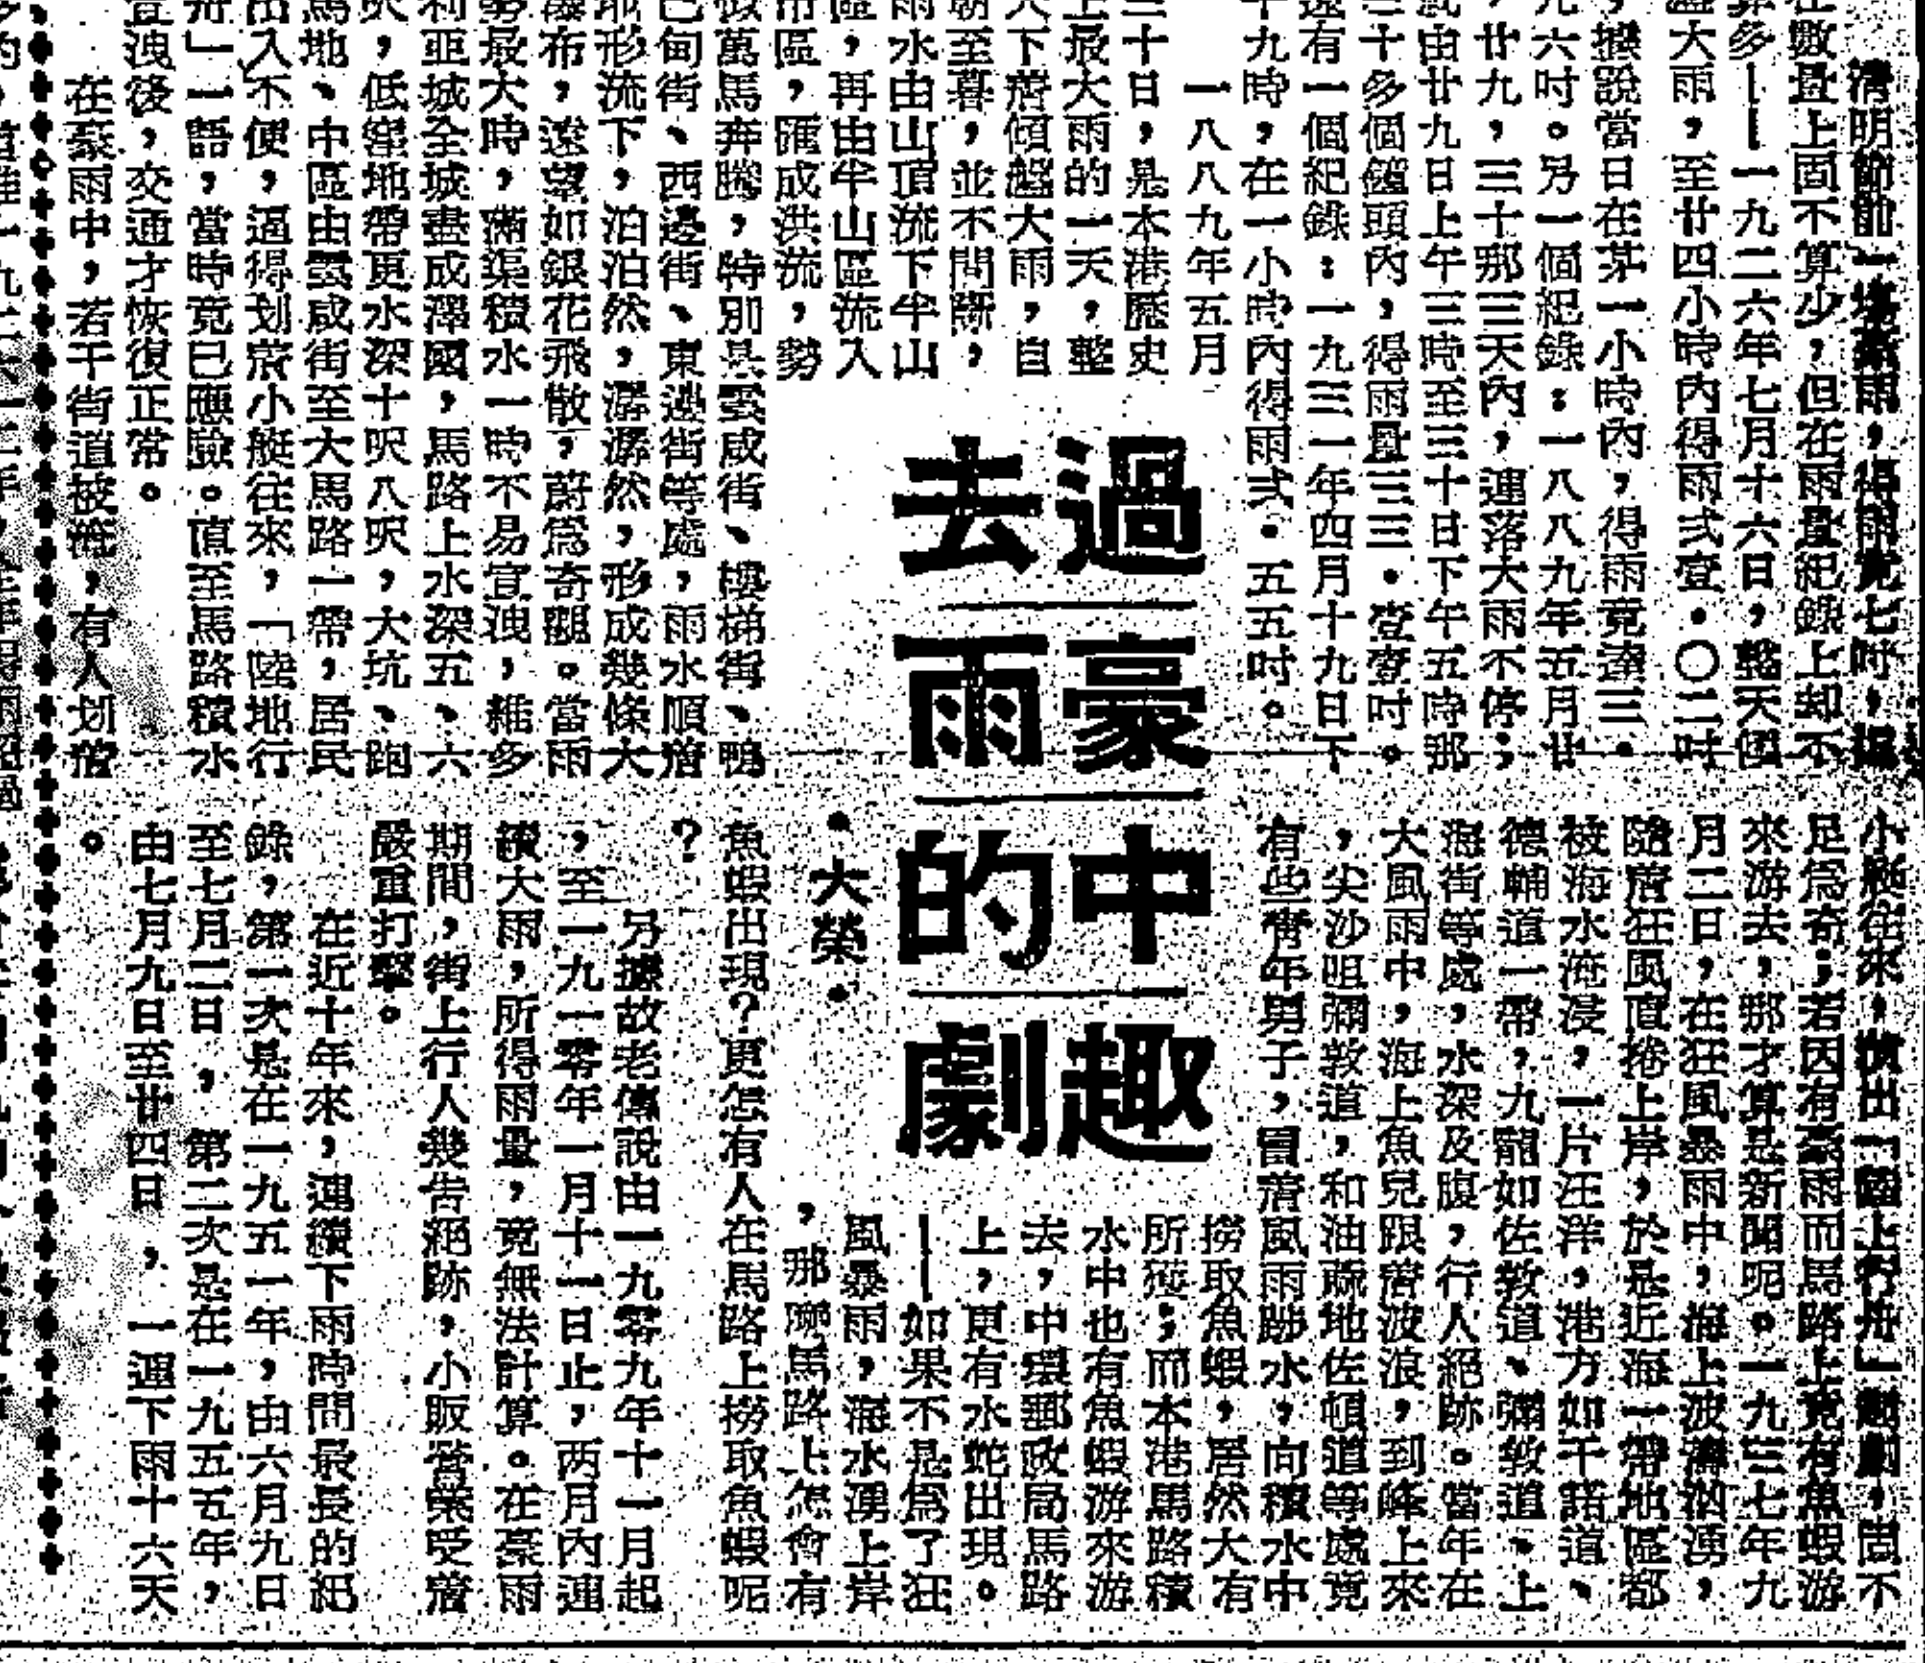 過去
豪雨
中的
趣劇
•大榮•
清明節前一場豪雨，得雨九七吋，據
在數量上固不算少，但在雨量紀錄上却不
算多——一九二六年七月十六日，整天傾
盆大雨，至廿四小時內得雨弍壹．〇二吋
，據說當日在某一小時內，得雨竟達三．
九六吋。另一個紀錄：一八八九年五月廿
，廿九，三十那三天內，連落大雨不停；
就由廿九日上午三時至三十日下午五時那
三十多個鐘頭內，得雨量三三．壹壹吋。
還有一個紀錄：一九三一年四月十九日下
午九時，在一小時內得雨弍．五五吋。
一八八九年五月
三十日，是本港歷史
上最大雨的一天，整
天下着傾盆大雨，自
朝至暮，並不間斷，
雨水由山頂流下半山
區，再由半山區流入
市區，匯成洪流，勢
似萬馬奔騰，特別是雲咸街、樓梯街、鴨
巴甸街、西邊街、東邊街等處，雨水順着
地形流下，泊泊然，潺潺然，形成幾條大
瀑布，遠望如銀花飛散，蔚為奇觀。當雨
勢最大時，滿渠積水一時不易宣洩，維多
利亞城全城盡成澤國，馬路上水深五、六
呎，低窪地帶更水深十呎八呎，大坑、跑
馬地、中區由雲咸街至大馬路一帶，居民
出入不便，逼得划着小艇往來，「陸地行
舟」一語，當時竟已應驗。直至馬路積水
宣洩後，交通才恢復正常。
在豪雨中，若干街道被淹，有人划着
小艇往來，演出「陸上行舟」趣劇，固不
足為奇；若因有豪雨而馬路上竟有魚蝦游
來游去，那才算是新聞呢。一九三七年九
月二日，在狂風暴雨中，海上波濤洶湧，
隨着狂風直捲上岸，於是近海一帶地區都
被海水淹浸，一片汪洋，港方如干諾道、
德輔道一帶，九龍如佐敦道、彌敦道、上
海街等處，水深及腹，行人絕跡。當年在
大風雨中，海上魚兒跟着波浪，到峰上來
，尖沙咀彌敦道，和油蔴地佐頓道等處竟
有些青年男子，冒着風雨跡水，向積水中
撈取魚蝦，居然大有
所獲；而本港馬路積
水中也有魚蝦游來游
去，中環郵政局馬路
上，更有水蛇出現。
——如果不是為了狂
風暴雨，海水湧上岸
，那麼馬路上怎會有
魚蝦出現？更怎有人在馬路上撈取魚蝦呢
？
另據故老傳說由一九零九年十一月起
，至一九一零年一月十一日止，两月內連
續大雨，所得雨量，竟無法計算。在豪雨
期間，街上行人幾告絕跡，小販營業受着
嚴重打擊。
在近十年來，連續下雨時間最長的紀
錄，第一次是在一九五一年，由六月九日
至七月二日，第二次是在一九五五年，
由七月九日至廿四日，一連下雨十六天
。